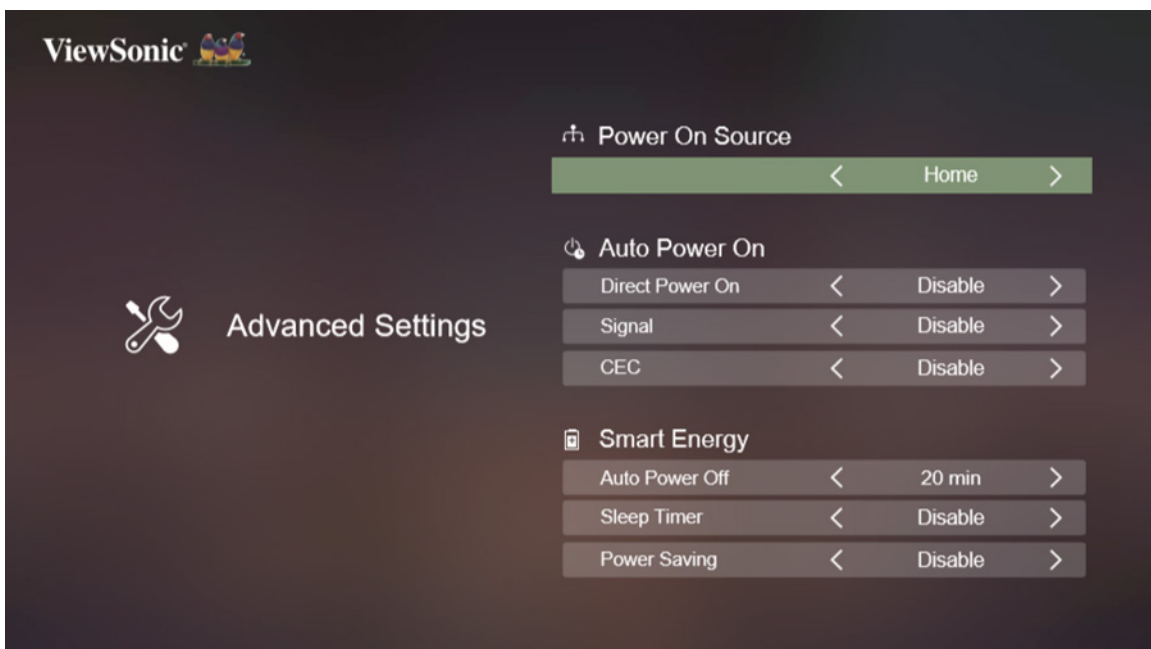 ViewSonic
Power On Source
Home
Auto Power On
Direct Power On Disable
Advanced Settings
Signal Disable
CEC Disable
Smart Energy
Auto Power Off 20 min
Sleep Timer Disable
Power Saving Disable